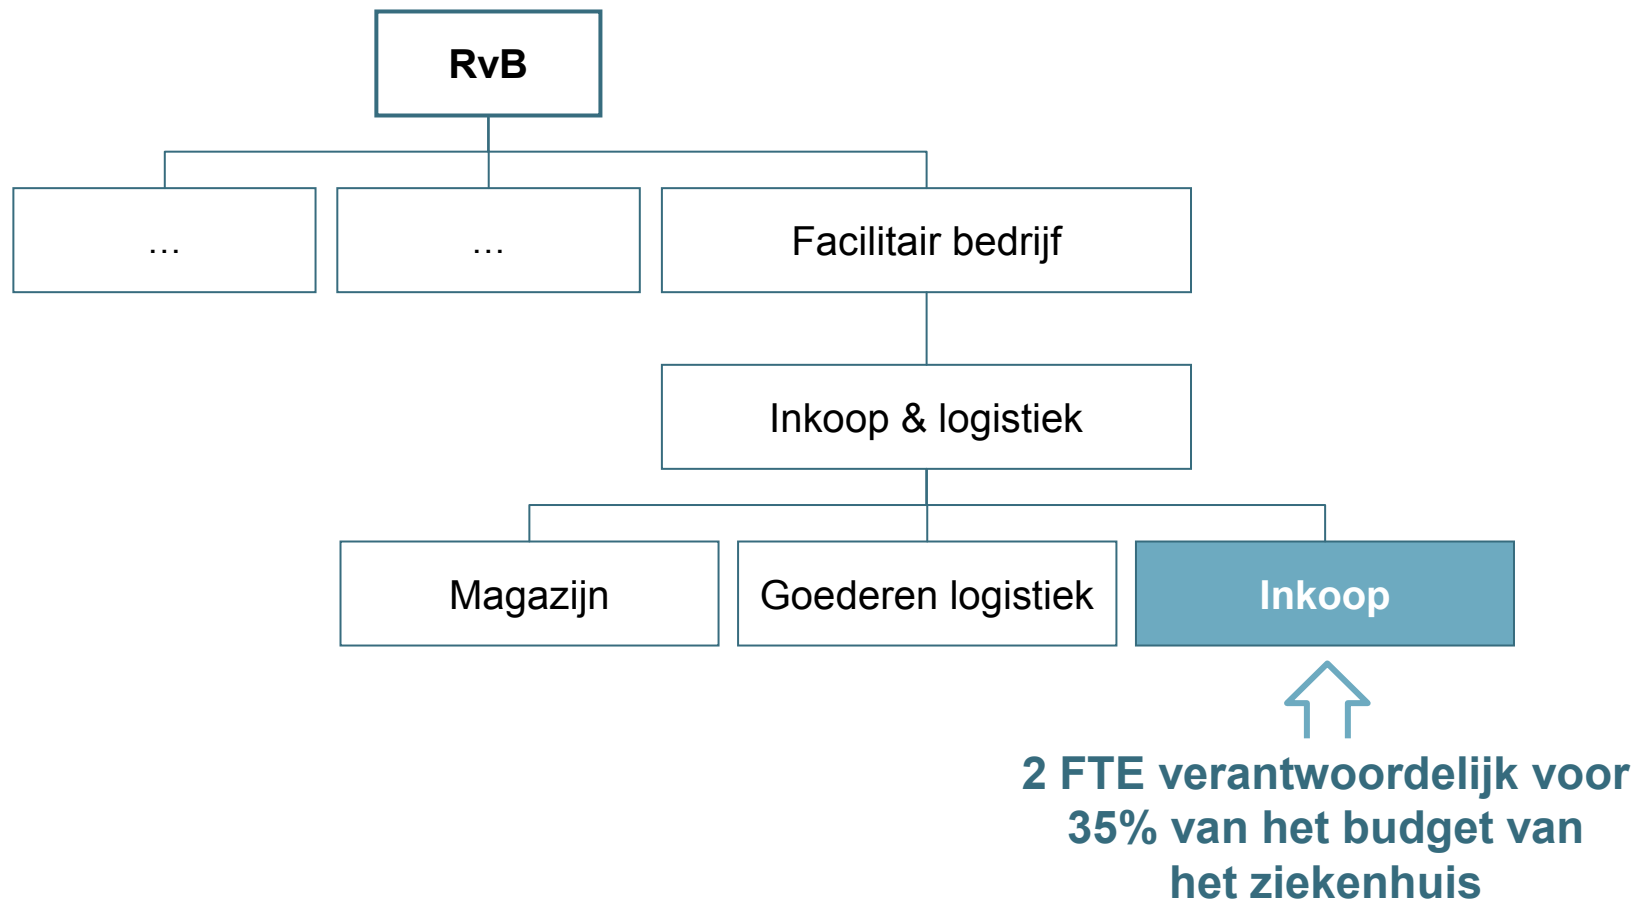 RvB
…
…
Facilitair bedrijf
Inkoop & logistiek
Magazijn
Goederen logistiek
Inkoop
2 FTE verantwoordelijk voor
35% van het budget van
het ziekenhuis